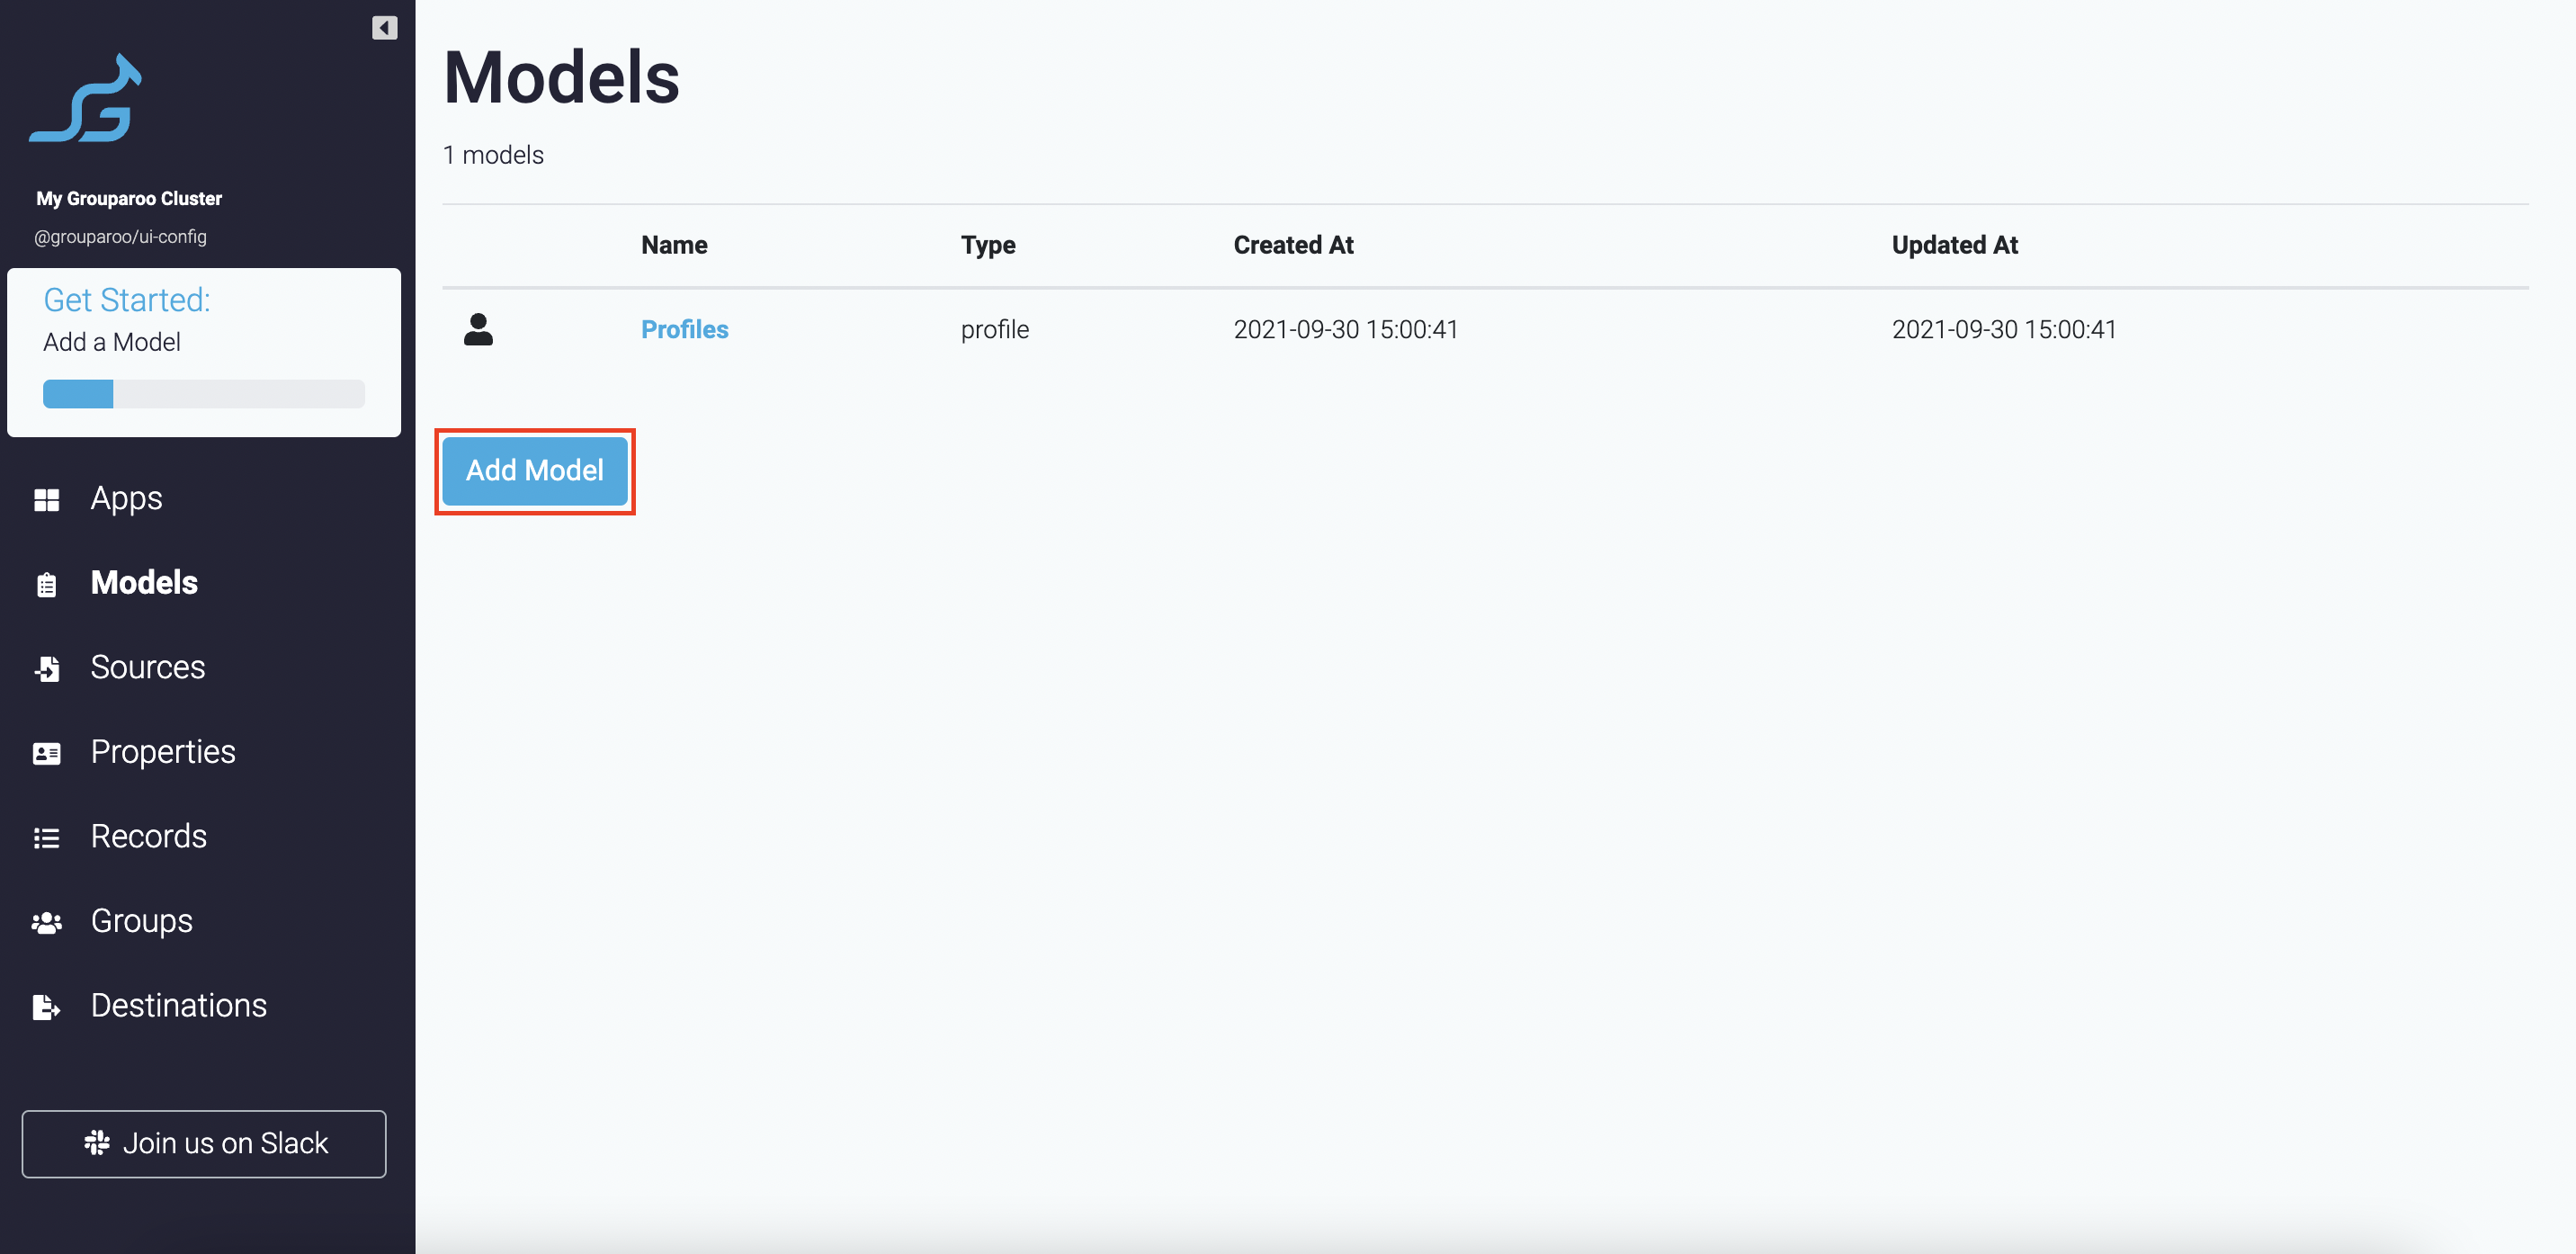 My Grouparoo Cluster
@grouparoo/ui-config
Get Started:
Add a Model
Apps
Models
Sources
Properties
Records
Groups
Destinations
Join us on Slack
Models
1 models
Name Type Created At Updated At
Profiles profile 2021-09-30 15:00:41 2021-09-30 15:00:41
Add Model